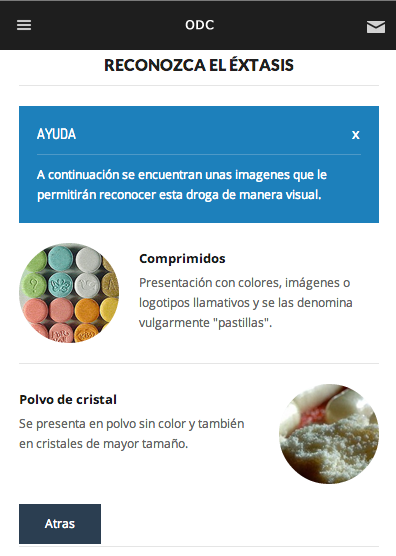 ODC
RECONOZCA EL ÉXTASIS
AYUDA x
A continuación se encuentran unas imagenes que le
permitirán reconocer esta droga de manera visual.
Comprimidos
Presentación con colores, imágenes o
logotipos llamativos y se las denomina
vulgarmente "pastillas".
Polvo de cristal
Se presenta en polvo sin color y también
en cristales de mayor tamaño.
Atras